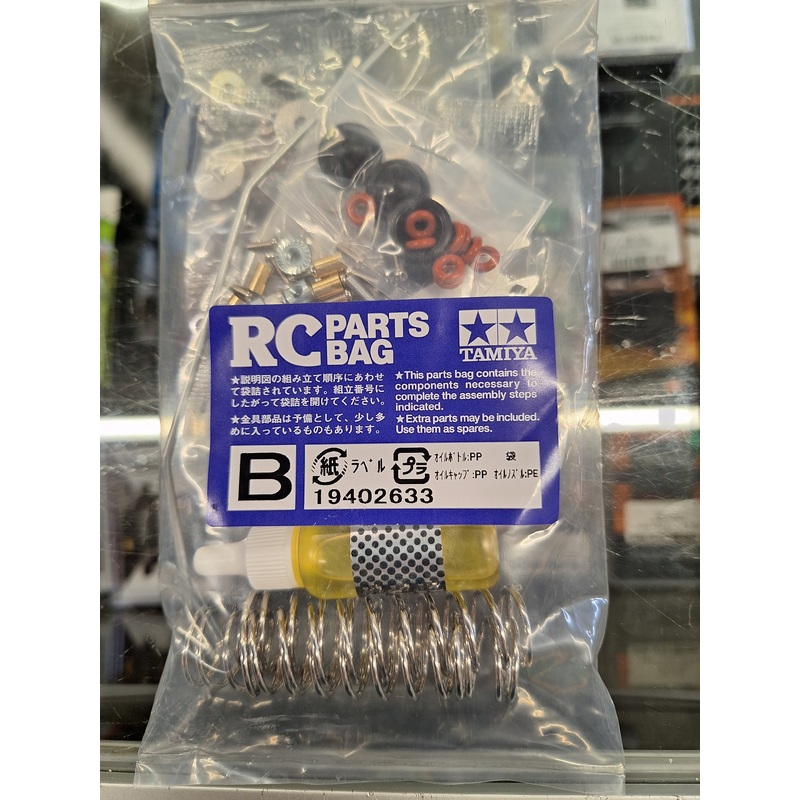 RC PARTS BAG
TAMIYA
★説明図の組み立て順序にあわせ
て袋詰されています。組立番号に
したがって袋詰を開けてください。
★金具部品は予備として、少し多
めに入っているものもあります。
★This parts bag contains the
components necessary to
complete the assembly steps
indicated.
★Extra parts may be included.
Use them as spares.
B
紙 ラベル プラ
オイルボトル:PP 袋
オイルキャップ:PP オイルノズル:PE
19402633